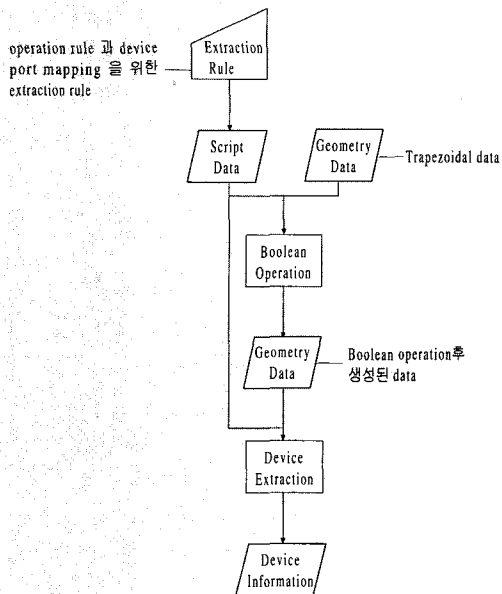 operation rule 과 device
port mapping 을 위한
extraction rule
Extraction
Rule
Script
Data
Geometry
Data
Trapezoidal data
Boolean
Operation
Geometry
Data
Boolean operation후
생성된 data
Device
Extraction
Device
Information